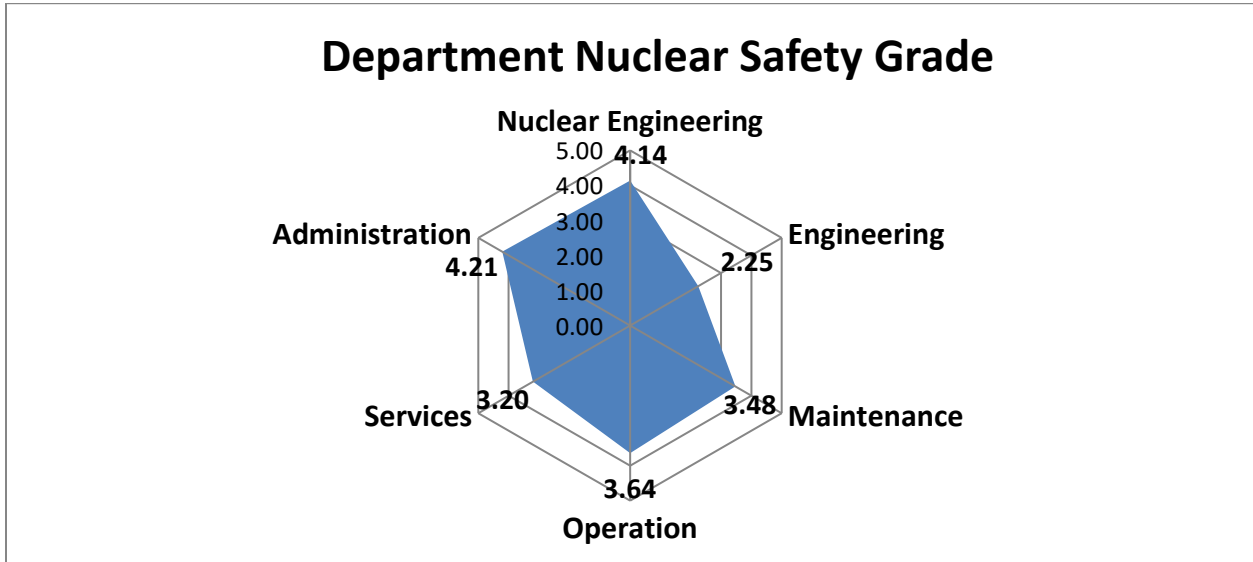 Department Nuclear Safety Grade
Nuclear Engineering
5.00
4.14
4.00
3.00
2.00
1.00
0.00
Administration
4.21
Engineering
2.25
Services
3.20
Maintenance
3.48
3.64
Operation